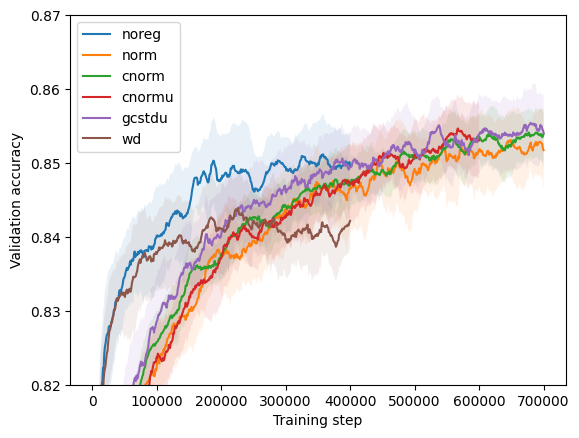 0.87
0.86
0.85
0.84
0.83
0.82
Validation accuracy
noreg
norm
cnorm
cnormu
gcstdu
wd
0 100000 200000 300000 400000 500000 600000 700000
Training step